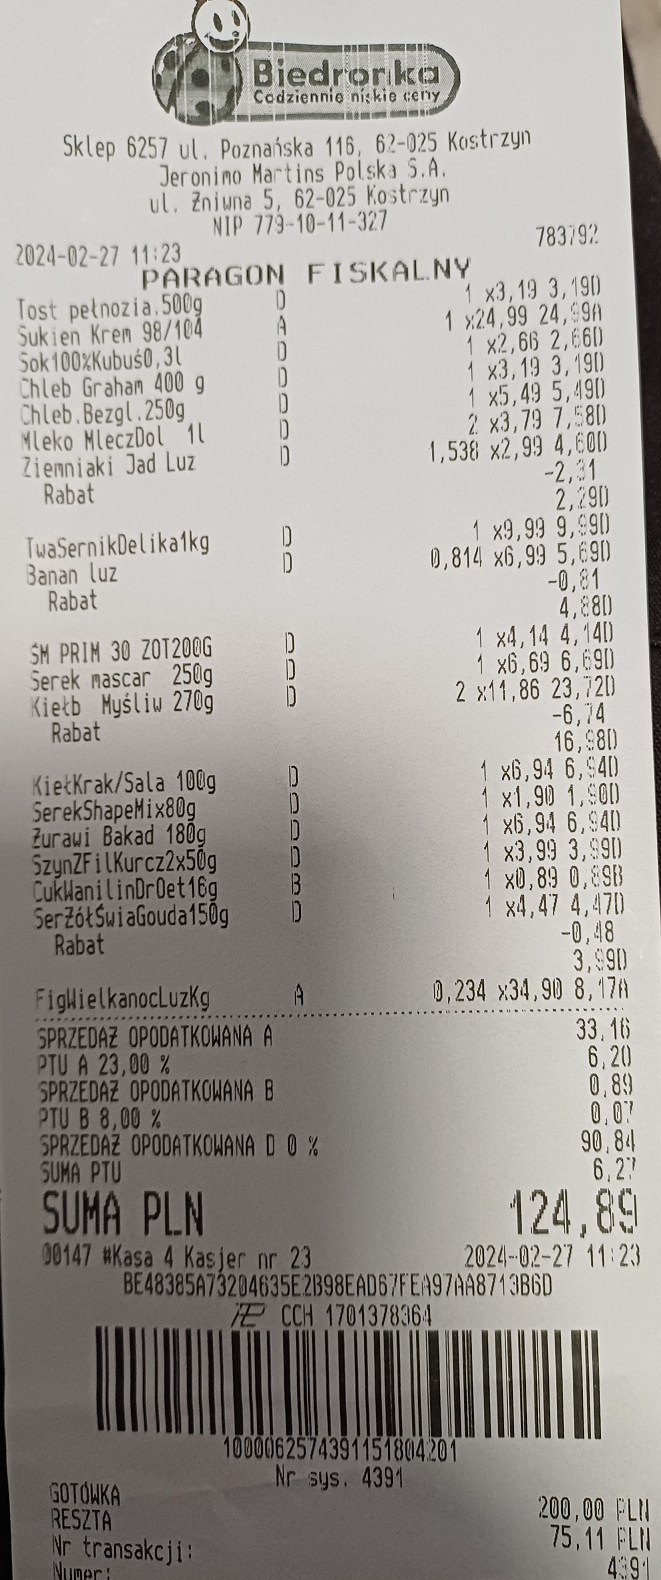 Biedronka
Codziennie niskie ceny
Sklep 6257 ul. Poznańska 116, 62-025 Kostrzyn
Jeronimo Martins Polska S.A.
ul. Żniwna 5, 62-025 Kostrzyn
NIP 779-10-11-327
2024-02-27 11:23 783792
PARAGON FISKALNY
Tost pełnozia.500g D 1 x3,19 3,19D
Sukien Krem 98/104 A 1 x24,99 24,99A
Sok100%Kubuś0,3l D 1 x2,66 2,66D
Chleb Graham 400 g D 1 x3,19 3,19D
Chleb.Bezgl.250g D 1 x5,49 5,49D
Mleko MleczDol 1l D 2 x3,79 7,58D
Ziemniaki Jad Luz D 1,538 x2,99 4,60D
Rabat -2,31
2,29D
TwaSernikDelika1kg D 1 x9,99 9,99D
Banan luz D 0,814 x6,99 5,69D
Rabat -0,81
4,88D
ŚM PRIM 30 ZOT200G D 1 x4,14 4,14D
Serek mascar 250g D 1 x6,69 6,69D
Kiełb Myśliw 270g D 2 x11,86 23,72D
Rabat -6,74
16,98D
KiełKrak/Sala 100g D 1 x6,94 6,94D
SerekShapeMix80g D 1 x1,90 1,90D
Żurawi Bakad 180g D 1 x6,94 6,94D
SzynZFilKurcz2x50g D 1 x3,99 3,99D
CukWanilinDrOet16g B 1 x0,89 0,89B
SerŻółŚwiaGouda150g D 1 x4,47 4,47D
Rabat -0,48
3,99D
FigWielkanocLuzKg A 0,234 x34,90 8,17A
SPRZEDAŻ OPODATKOWANA A 33,16
PTU A 23,00 % 6,20
SPRZEDAŻ OPODATKOWANA B 0,89
PTU B 8,00 % 0,07
SPRZEDAŻ OPODATKOWANA D 0 % 90,84
SUMA PTU 6,27
SUMA PLN 124,89
00147 #Kasa 4 Kasjer nr 23 2024-02-27 11:23
BE48385A73204635E2B98EAD67FEA97AA8713B6D
CCH 1701378364
1000062574391151804201
Nr sys. 4391
GOTÓWKA 200,00 PLN
RESZTA 75,11 PLN
Nr transakcji: 4391
Numer: